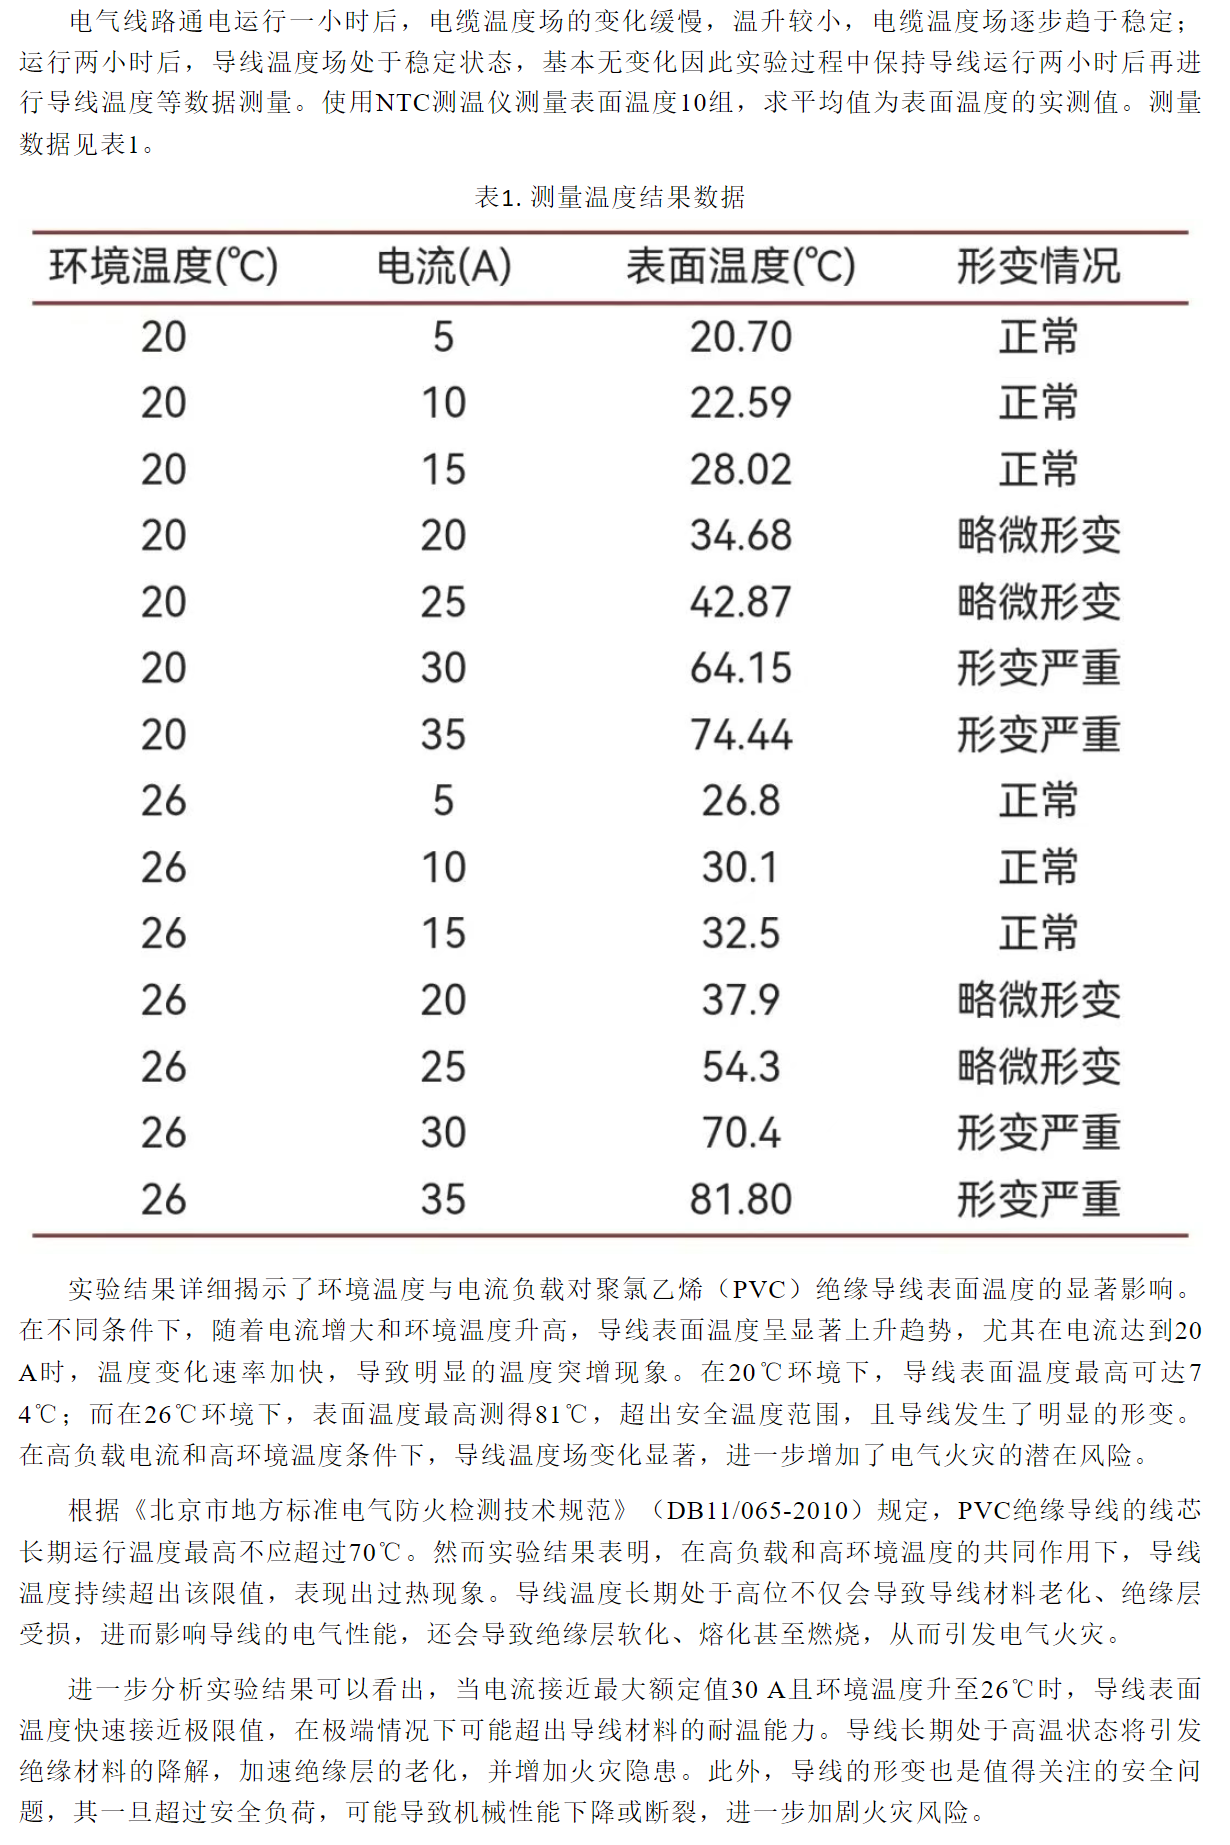 电气线路通电运行一小时后，电缆温度场的变化缓慢，温升较小，电缆温度场逐步趋于稳定；
运行两小时后，导线温度场处于稳定状态，基本无变化因此实验过程中保持导线运行两小时后再进
行导线温度等数据测量。使用NTC测温仪测量表面温度10组，求平均值为表面温度的实测值。测量
数据见表1。
表1. 测量温度结果数据
环境温度(℃) 电流(A) 表面温度(℃) 形变情况
20 5 20.70 正常
20 10 22.59 正常
20 15 28.02 正常
20 20 34.68 略微形变
20 25 42.87 略微形变
20 30 64.15 形变严重
20 35 74.44 形变严重
26 5 26.8 正常
26 10 30.1 正常
26 15 32.5 正常
26 20 37.9 略微形变
26 25 54.3 略微形变
26 30 70.4 形变严重
26 35 81.80 形变严重
实验结果详细揭示了环境温度与电流负载对聚氯乙烯（PVC）绝缘导线表面温度的显著影响。
在不同条件下，随着电流增大和环境温度升高，导线表面温度呈显著上升趋势，尤其在电流达到20
A时，温度变化速率加快，导致明显的温度突增现象。在20℃环境下，导线表面温度最高可达7
4℃；而在26℃环境下，表面温度最高测得81℃，超出安全温度范围，且导线发生了明显的形变。
在高负载电流和高环境温度条件下，导线温度场变化显著，进一步增加了电气火灾的潜在风险。
根据《北京市地方标准电气防火检测技术规范》（DB11/065-2010）规定，PVC绝缘导线的线芯
长期运行温度最高不应超过70℃。然而实验结果表明，在高负载和高环境温度的共同作用下，导线
温度持续超出该限值，表现出过热现象。导线温度长期处于高位不仅会导致导线材料老化、绝缘层
受损，进而影响导线的电气性能，还会导致绝缘层软化、熔化甚至燃烧，从而引发电气火灾。
进一步分析实验结果可以看出，当电流接近最大额定值30 A且环境温度升至26℃时，导线表面
温度快速接近极限值，在极端情况下可能超出导线材料的耐温能力。导线长期处于高温状态将引发
绝缘材料的降解，加速绝缘层的老化，并增加火灾隐患。此外，导线的形变也是值得关注的安全问
题，其一旦超过安全负荷，可能导致机械性能下降或断裂，进一步加剧火灾风险。